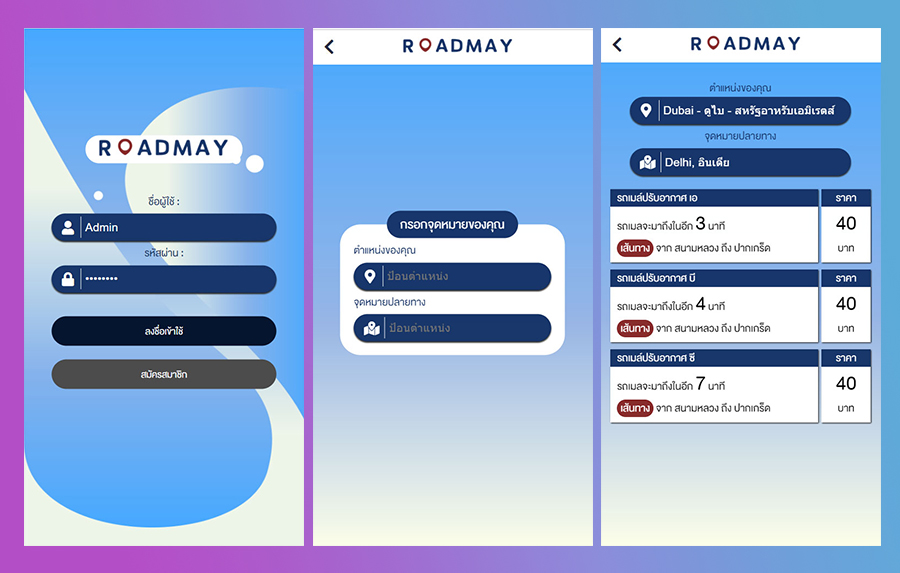 ROADMAY
ชื่อผู้ใช้ :
Admin
รหัสผ่าน :
••••••••
ลงชื่อเข้าใช้
สมัครสมาชิก
ROADMAY
กรอกจุดหมายของคุณ
ตำแหน่งของคุณ
ป้อนตำแหน่ง
จุดหมายปลายทาง
ป้อนตำแหน่ง
ROADMAY
ตำแหน่งของคุณ
Dubai - ดูไบ - สหรัฐอาหรับเอมิเรตส์
จุดหมายปลายทาง
Delhi, อินเดีย
รถเมล์ปรับอากาศ เอ ราคา
รถเมลจะมาถึงในอีก 3 นาที 40
เส้นทาง จาก สนามหลวง ถึง ปากเกร็ด บาท
รถเมล์ปรับอากาศ บี ราคา
รถเมลจะมาถึงในอีก 4 นาที 40
เส้นทาง จาก สนามหลวง ถึง ปากเกร็ด บาท
รถเมล์ปรับอากาศ ซี ราคา
รถเมลจะมาถึงในอีก 7 นาที 40
เส้นทาง จาก สนามหลวง ถึง ปากเกร็ด บาท